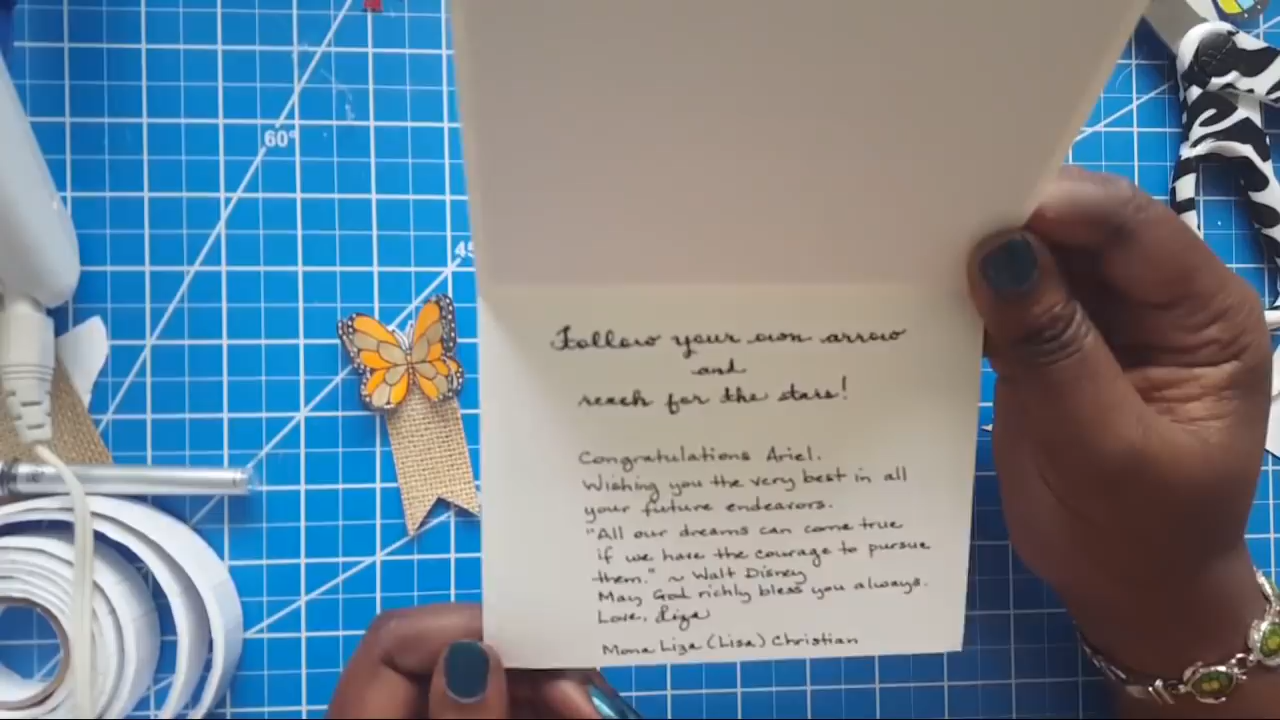 60°
45
Follow your own arrow
and
reach for the stars!
Congratulations Ariel.
Wishing you the very best in all
your future endeavors.
"All our dreams can come true
if we have the courage to pursue
them." ~ Walt Disney
May God richly bless you always.
Love, Liza
Mona Liza (Lisa) Christian